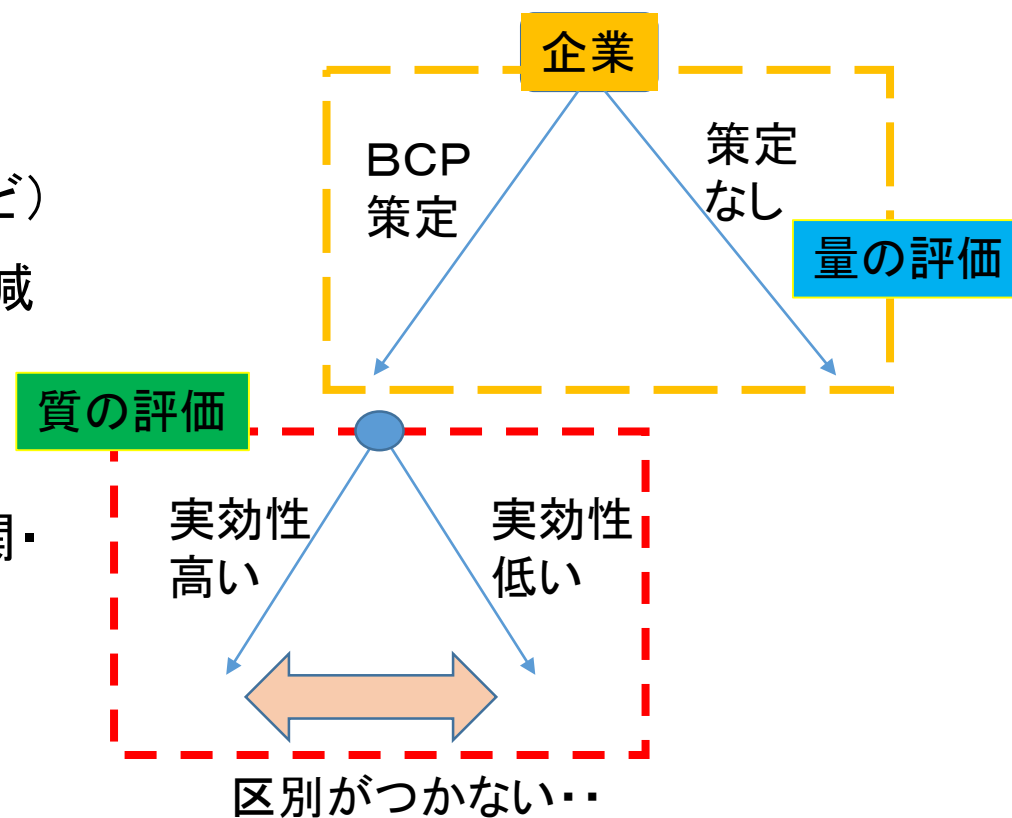 企業
BCP
策定
策定
なし
ど)
減
量の評価
質の評価
実効性
高い
実効性
低い
関・
区別がつかない・・